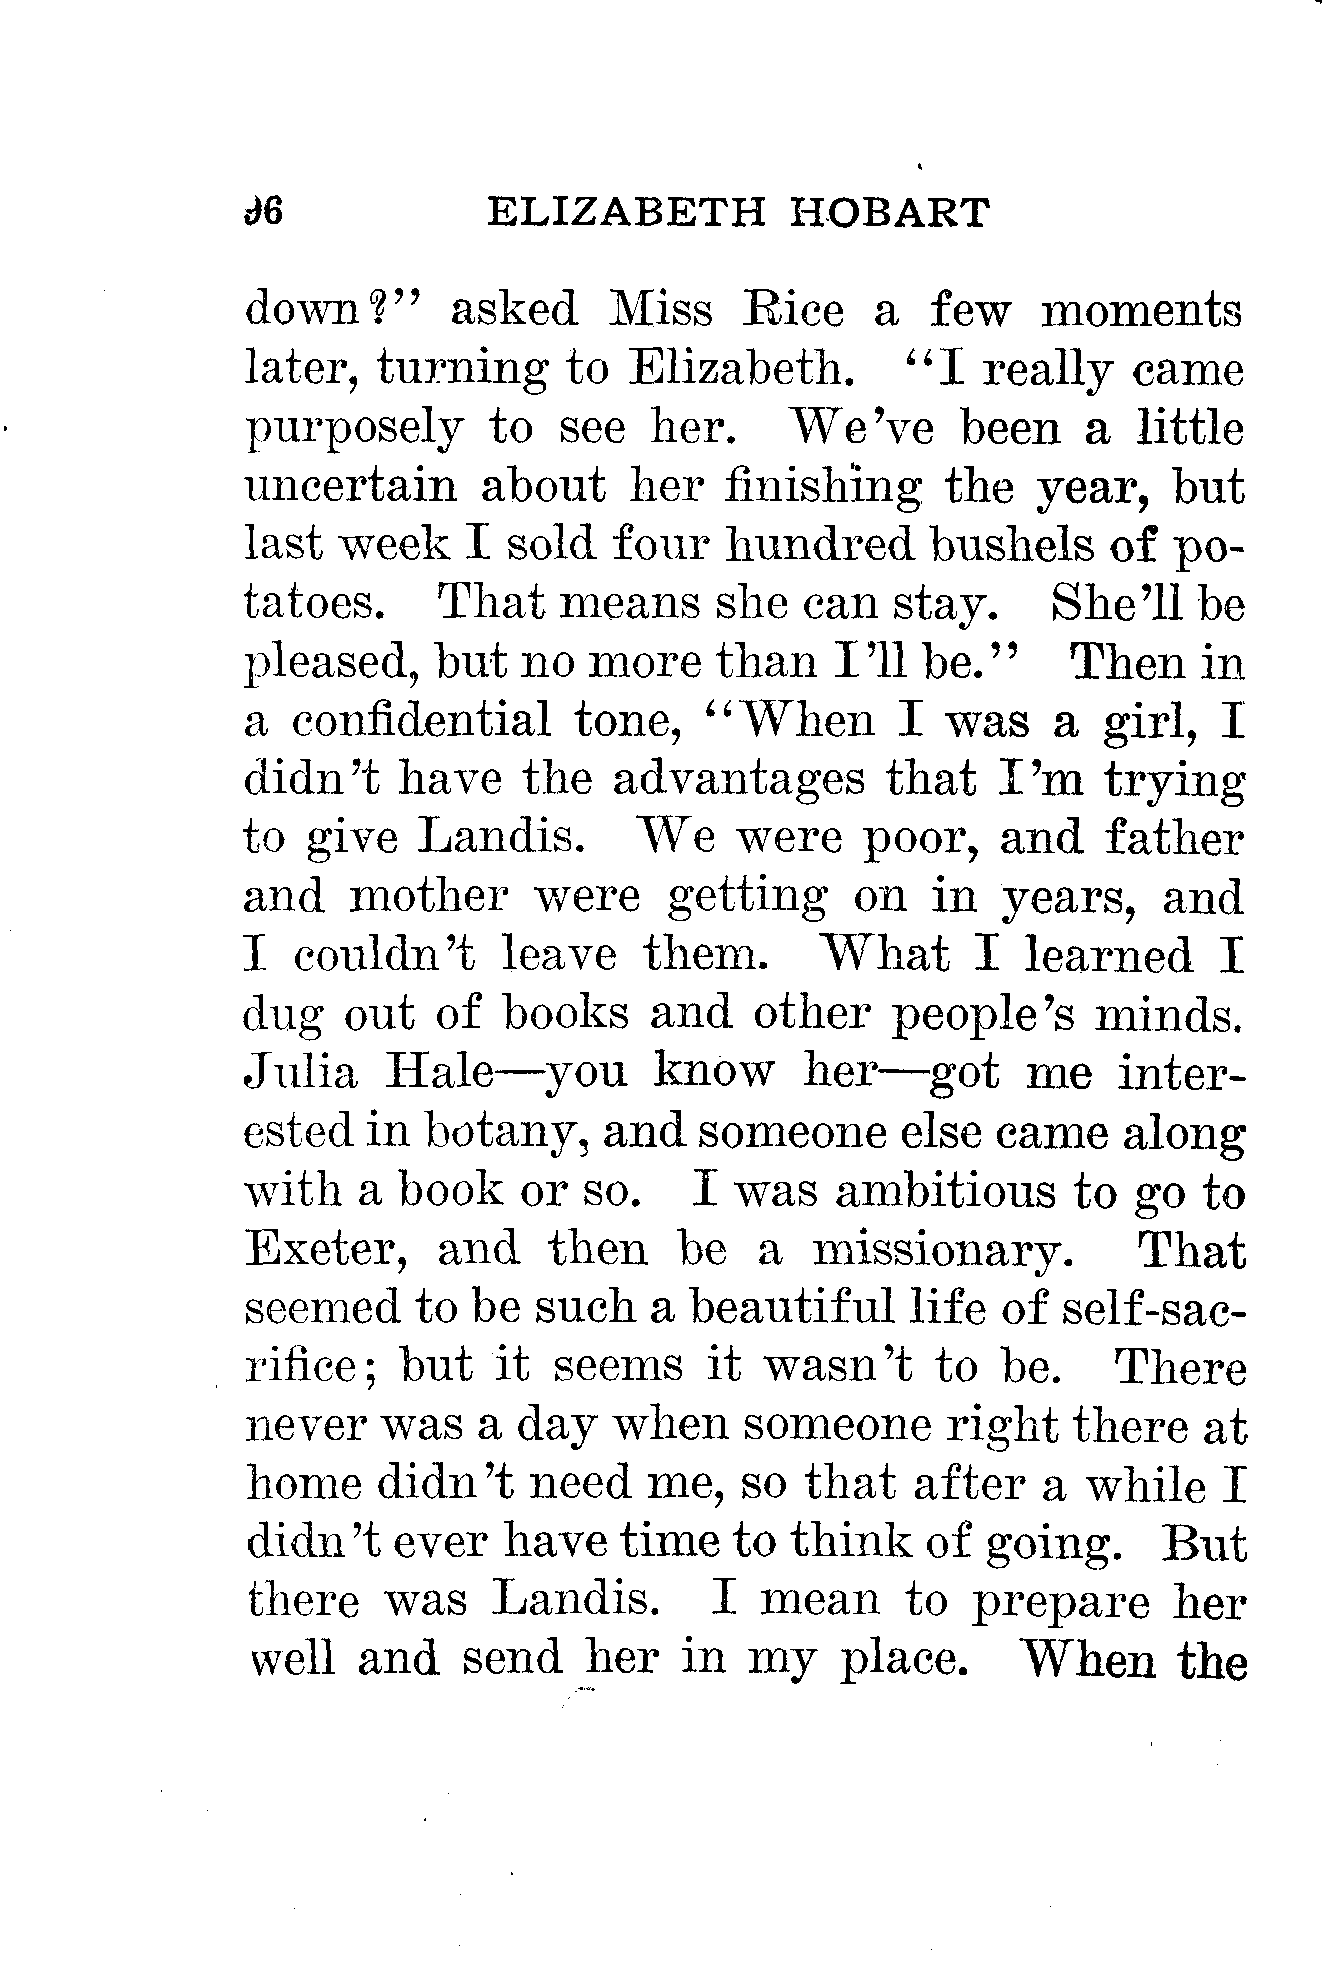 96 ELIZABETH HOBART
down?" asked Miss Rice a few moments
later, turning to Elizabeth. "I really came
purposely to see her. We've been a little
uncertain about her finishing the year, but
last week I sold four hundred bushels of po-
tatoes. That means she can stay. She'll be
pleased, but no more than I'll be." Then in
a confidential tone, "When I was a girl, I
didn't have the advantages that I'm trying
to give Landis. We were poor, and father
and mother were getting on in years, and
I couldn't leave them. What I learned I
dug out of books and other people's minds.
Julia Hale—you know her—got me inter-
ested in botany, and someone else came along
with a book or so. I was ambitious to go to
Exeter, and then be a missionary. That
seemed to be such a beautiful life of self-sac-
rifice; but it seems it wasn't to be. There
never was a day when someone right there at
home didn't need me, so that after a while I
didn't ever have time to think of going. But
there was Landis. I mean to prepare her
well and send her in my place. When the